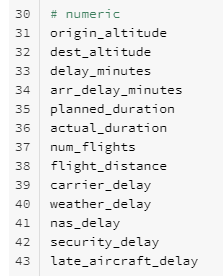 30 # numeric
31 origin_altitude
32 dest_altitude
33 delay_minutes
34 arr_delay_minutes
35 planned_duration
36 actual_duration
37 num_flights
38 flight_distance
39 carrier_delay
40 weather_delay
41 nas_delay
42 security_delay
43 late_aircraft_delay